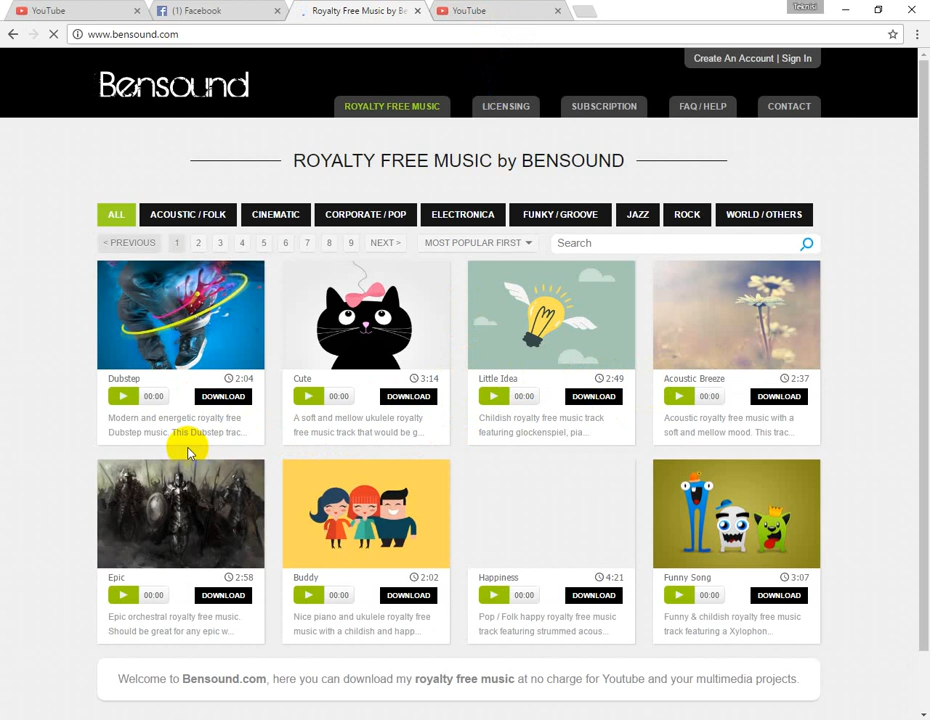 YouTube
(1) Facebook
Royalty Free Music by Be
YouTube
Teknisi
www.bensound.com
Create An Account | Sign In
Bensound
ROYALTY FREE MUSIC
LICENSING
SUBSCRIPTION
FAQ / HELP
CONTACT
ROYALTY FREE MUSIC by BENSOUND
ALL
ACOUSTIC / FOLK
CINEMATIC
CORPORATE / POP
ELECTRONICA
FUNKY / GROOVE
JAZZ
ROCK
WORLD / OTHERS
< PREVIOUS
1
2
3
4
5
6
7
8
9
NEXT >
MOST POPULAR FIRST
Search
Dubstep
2:04
00:00
DOWNLOAD
Modern and energetic royalty free
Dubstep music. This Dubstep trac...
Cute
3:14
00:00
DOWNLOAD
A soft and mellow ukulele royalty
free music track that would be g...
Little Idea
2:49
00:00
DOWNLOAD
Childish royalty free music track
featuring glockenspiel, pia...
Acoustic Breeze
2:37
00:00
DOWNLOAD
Acoustic royalty free music with a
soft and mellow mood. This trac...
Epic
2:58
00:00
DOWNLOAD
Epic orchestral royalty free music.
Should be great for any epic w...
Buddy
2:02
00:00
DOWNLOAD
Nice piano and ukulele royalty free
music with a childish and happ...
Happiness
4:21
00:00
DOWNLOAD
Pop / Folk happy royalty free music
track featuring strummed acous...
Funny Song
3:07
00:00
DOWNLOAD
Funny & childish royalty free music
track featuring a Xylophon...
Welcome to Bensound.com, here you can download my royalty free music at no charge for Youtube and your multimedia projects.